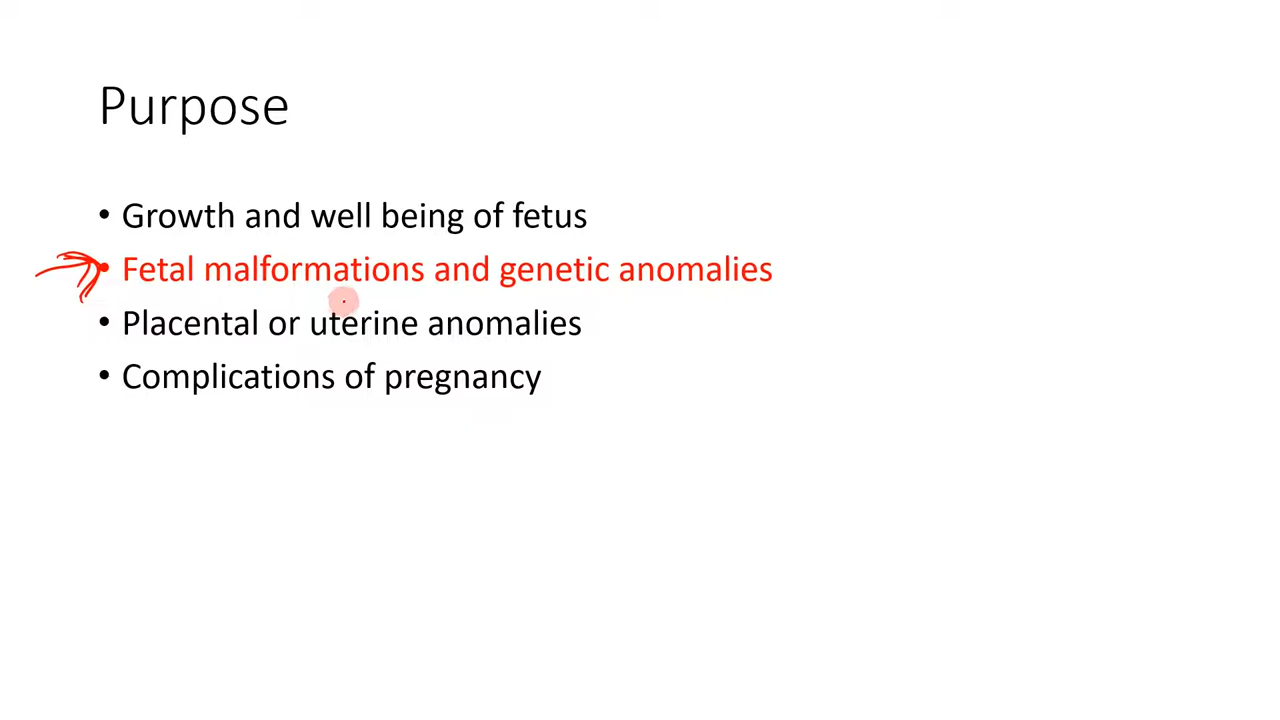 Purpose
• Growth and well being of fetus
• Fetal malformations and genetic anomalies
• Placental or uterine anomalies
• Complications of pregnancy